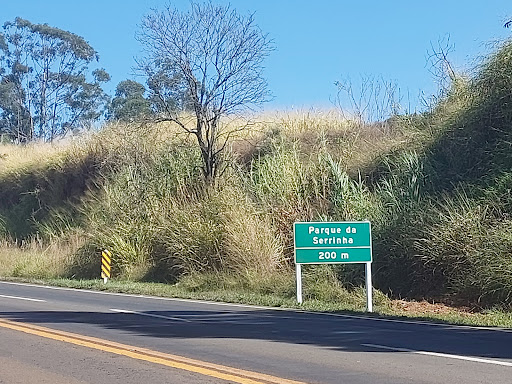 Parque da
Serrinha
200 m